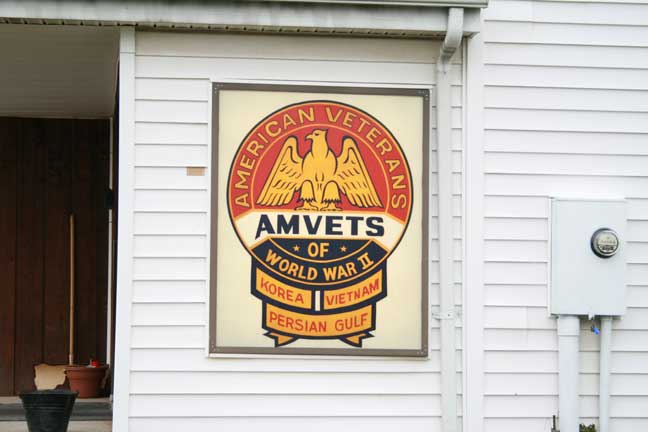 AMERICAN VETERANS
AMVETS
OF
WORLD WAR II
KOREA VIETNAM
PERSIAN GULF